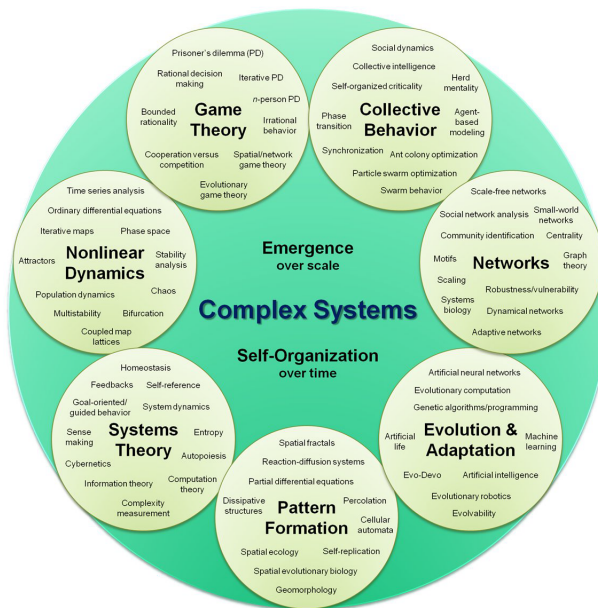 Prisoner's dilemma (PD)
Rational decision
making
Iterative PD
n-person PD
Game
Theory
Bounded
rationality
Irrational
behavior
Cooperation versus
competition
Spatial/network
game theory
Evolutionary
game theory
Social dynamics
Collective intelligence
Herd
mentality
Self-organized criticality
Collective
Behavior
Phase
transition
Agent-
based
modeling
Synchronization
Ant colony optimization
Particle swarm optimization
Swarm behavior
Time series analysis
Ordinary differential equations
Iterative maps
Phase space
Attractors
Nonlinear
Dynamics
Stability
analysis
Population dynamics
Chaos
Multistability
Bifurcation
Coupled map
lattices
Emergence
over scale
Complex Systems
Self-Organization
over time
Scale-free networks
Social network analysis
Small-world
networks
Community identification
Centrality
Motifs
Networks
Graph
theory
Scaling
Robustness/vulnerability
Systems
biology
Dynamical networks
Adaptive networks
Homeostasis
Feedbacks
Self-reference
Goal-oriented/
guided behavior
System dynamics
Sense
making
Systems
Theory
Entropy
Cybernetics
Autopoiesis
Information theory
Computation
theory
Complexity
measurement
Spatial fractals
Reaction-diffusion systems
Partial differential equations
Dissipative
structures
Pattern
Formation
Percolation
Cellular
automata
Spatial ecology
Self-replication
Spatial evolutionary biology
Geomorphology
Artificial neural networks
Evolutionary computation
Genetic algorithms/programming
Artificial
life
Evolution &
Adaptation
Machine
learning
Evo-Devo
Artificial intelligence
Evolutionary robotics
Evolvability